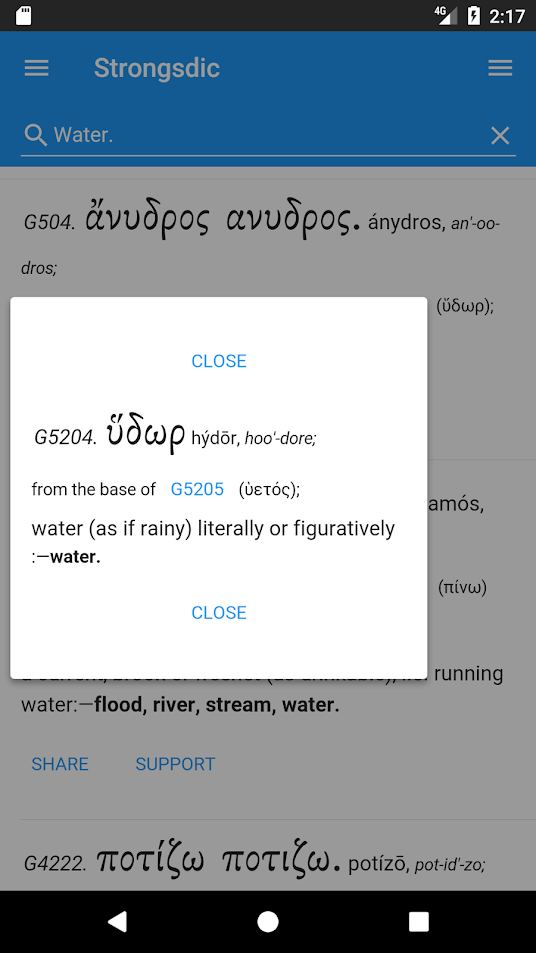 4G 2:17
Strongsdic
Water.
G504. ἄνυδρος ανυδρος. ánydros, an'-oo-
dros;
(ὕδωρ);
CLOSE
G5204. ὕδωρ hýdōr, hoo'-dore;
from the base of G5205 (ὑετός);
water (as if rainy) literally or figuratively
:—water.
CLOSE
amós,
(πίνω)
running
water:—flood, river, stream, water.
SHARE SUPPORT
G4222. ποτίζω ποτιζω. potízō, pot-id'-zo;